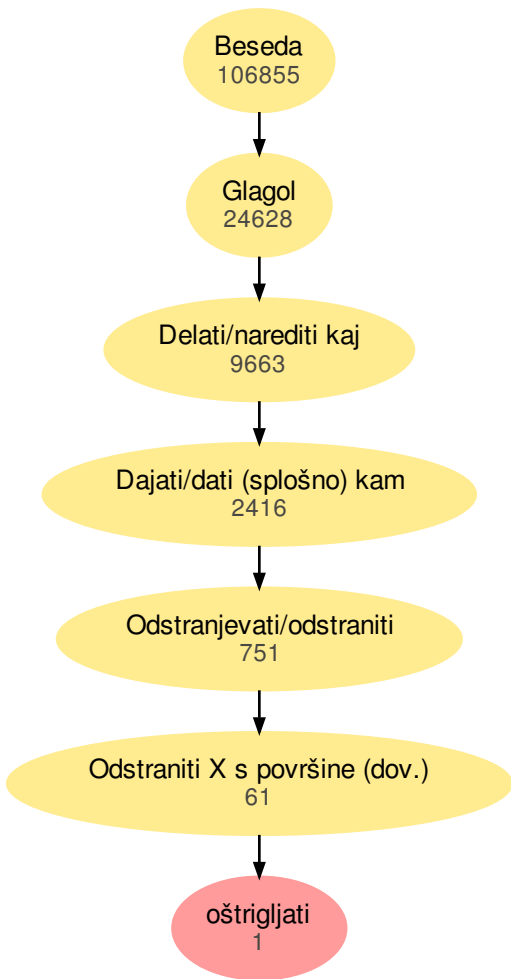 Beseda
106855
Glagol
24628
Delati/narediti kaj
9663
Dajati/dati (splošno) kam
2416
Odstranjevati/odstraniti
751
Odstraniti X s površine (dov.)
61
oštrigljati
1